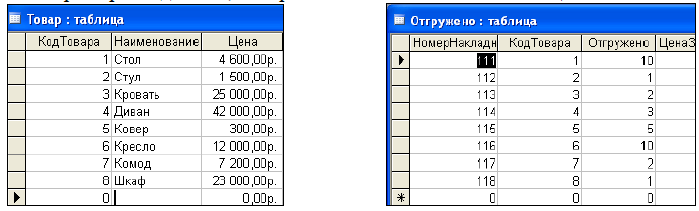 Товар : таблица
КодТовара Наименование Цена
1 Стол 4 600,00р.
2 Стул 1 500,00р.
3 Кровать 25 000,00р.
4 Диван 42 000,00р.
5 Ковер 300,00р.
6 Кресло 12 000,00р.
7 Комод 7 200,00р.
8 Шкаф 23 000,00р.
0 0,00р.
Отгружено : таблица
НомерНакладн КодТовара Отгружено ЦенаЗ
111 1 10
112 2 1
113 3 2
114 4 3
115 5 5
116 6 10
117 7 2
118 8 1
0 0 0